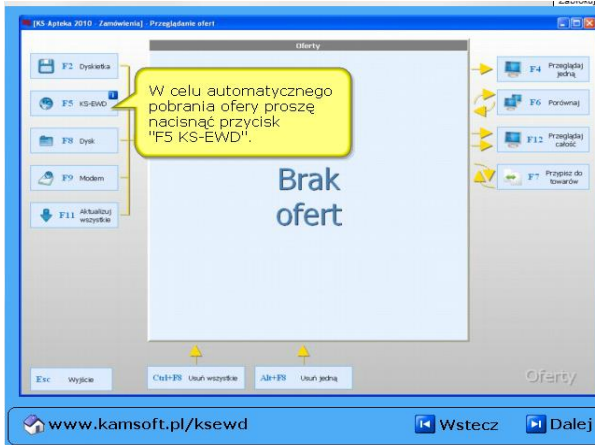 [KS-Apteka 2010 - Zamówienia] - Przeglądanie ofert
Oferty
F2 Dyskietka
F5 KS-EWD
F8 Dysk
F9 Modem
F11 Aktualizuj
wszystkie
W celu automatycznego
pobrania ofery proszę
nacisnąć przycisk
"F5 KS-EWD".
Brak
ofert
F4 Przeglądaj
jedną
F6 Porównaj
F12 Przeglądaj
całość
F7 Przypisz do
towarów
Esc Wyjście
Ctrl+F8 Usuń wszystkie
Alt+F8 Usuń jedną
Oferty
www.kamsoft.pl/ksewd
Wstecz
Dalej